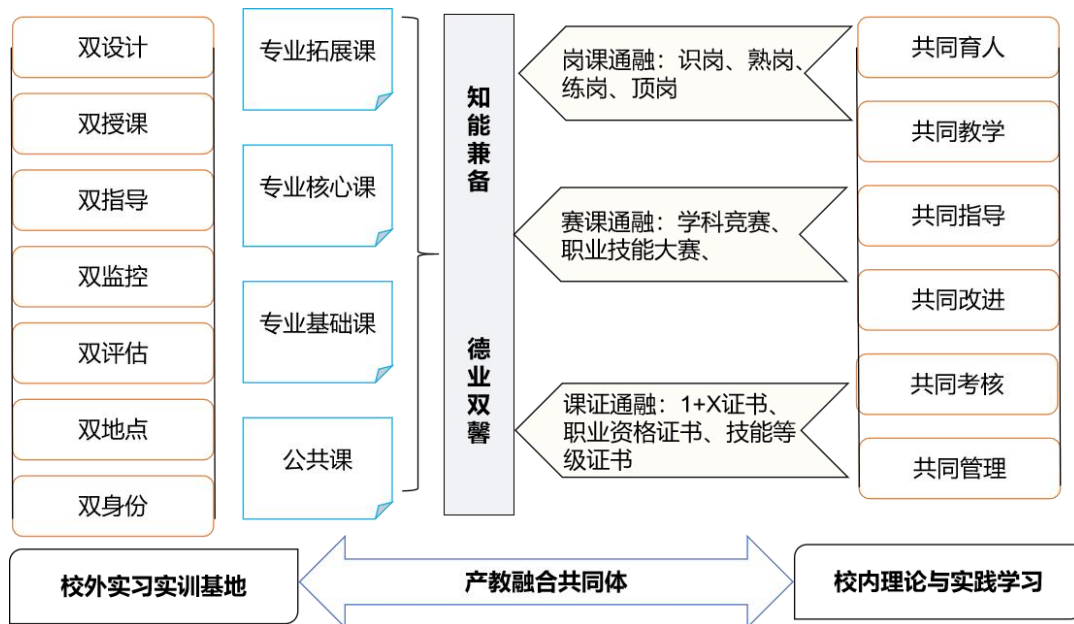 双设计
双授课
双指导
双监控
双评估
双地点
双身份
专业拓展课
专业核心课
专业基础课
公共课
知能兼备
德业双馨
岗课通融：识岗、熟岗、
练岗、顶岗
赛课通融：学科竞赛、
职业技能大赛、
课证通融：1+X证书、
职业资格证书、技能等
级证书
共同育人
共同教学
共同指导
共同改进
共同考核
共同管理
校外实习实训基地
产教融合共同体
校内理论与实践学习